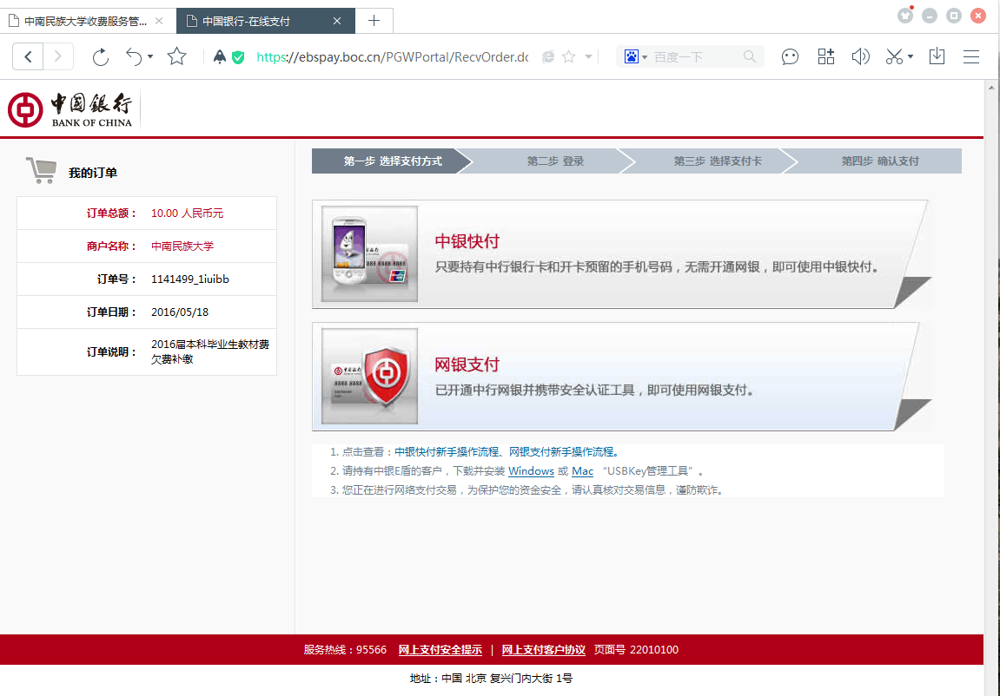 中南民族大学收费服务管...
中国银行-在线支付
https://ebspay.boc.cn/PGWPortal/RecvOrder.dc
百度一下
中国银行
BANK OF CHINA
我的订单
订单总额： 10.00 人民币元
商户名称： 中南民族大学
订单号： 1141499_1iuibb
订单日期： 2016/05/18
订单说明： 2016届本科毕业生教材费
欠费补缴
第一步 选择支付方式
第二步 登录
第三步 选择支付卡
第四步 确认支付
中银快付
只要持有中行银行卡和开卡预留的手机号码，无需开通网银，即可使用中银快付。
888 8888 8888
网银支付
已开通中行网银并携带安全认证工具，即可使用网银支付。
8888 8888
1. 点击查看：中银快付新手操作流程、网银支付新手操作流程。
2. 请持有中银E盾的客户，下载并安装 Windows 或 Mac “USBKey管理工具”。
3. 您正在进行网络支付交易，为保护您的资金安全，请认真核对交易信息，谨防欺诈。
服务热线：95566 网上支付安全提示 | 网上支付客户协议 页面号 22010100
地址：中国 北京 复兴门内大街 1号